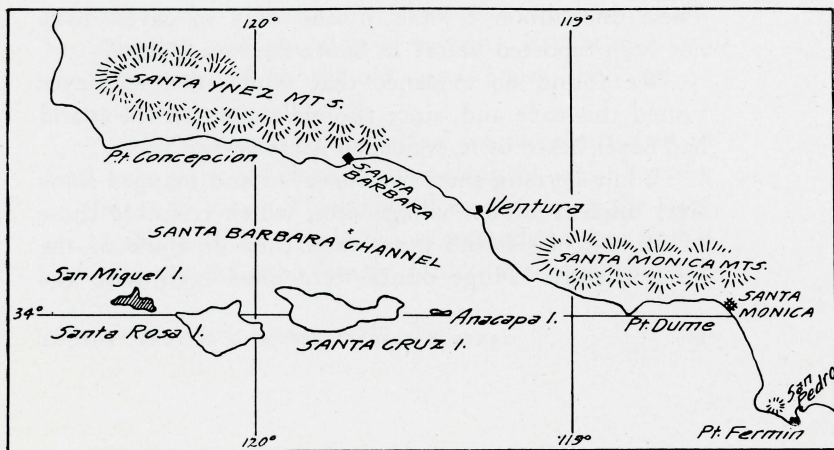 120°
119°
SANTA YNEZ MTS.
Pt. Concepcion
SANTA
BARBARA
Ventura
SANTA BARBARA
CHANNEL
SANTA MONICA MTS.
San Miguel I.
SANTA
MONICA
34°
Anacapa I.
Pt. Dume
Santa Rosa I.
SANTA CRUZ I.
San
Pedro
Pt. Fermin
120°
119°